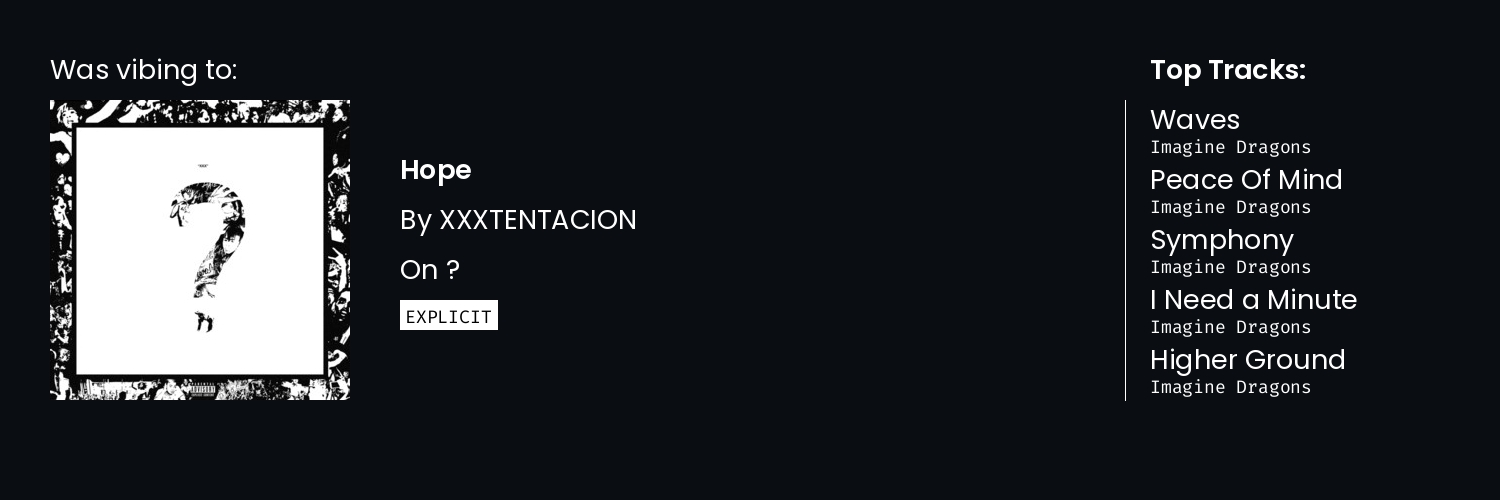 Was vibing to:
Hope
By XXXTENTACION
On ?
EXPLICIT
Top Tracks:
Waves
Imagine Dragons
Peace Of Mind
Imagine Dragons
Symphony
Imagine Dragons
I Need a Minute
Imagine Dragons
Higher Ground
Imagine Dragons